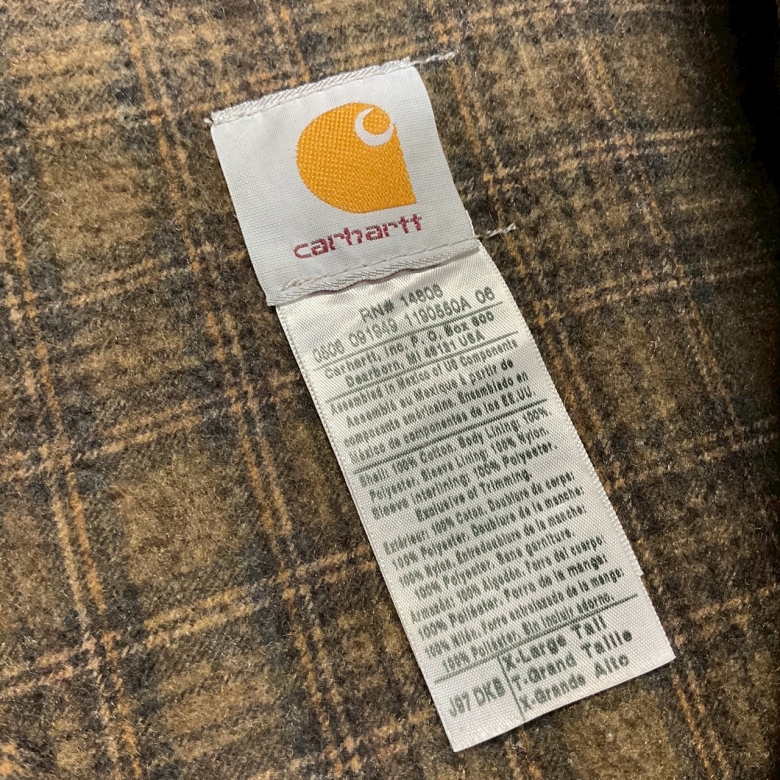 carhartt
RN# 14806
0506 091949 1190550A 06
Carhartt, Inc. P. O. Box 600
Dearborn, MI 48121 USA
Assembled in Mexico of US Components
Assemblé en Mexique à partir de
composants américains. Ensamblado en
México de componentes de los EE.UU.
Shell: 100% Cotton. Body Lining: 100%
Polyester. Sleeve Lining: 100% Nylon.
Sleeve Interlining: 100% Polyester.
Exclusive of Trimming.
Extérieur: 100% Coton. Doublure du corps:
100% Polyester. Doublure de la manche:
100% Nylon. Entredoublure de la manche:
100% Polyester. Sans garniture.
Armazón: 100% Algodón. Forro del cuerpo:
100% Poliéster. Forro de la manga:
100% Nilón. Forro entrelazado de la manga:
100% Poliéster. Sin incluir adorno.
J97 DKB
X-Large Tall
T-Grand Taille
X-Grande Alto